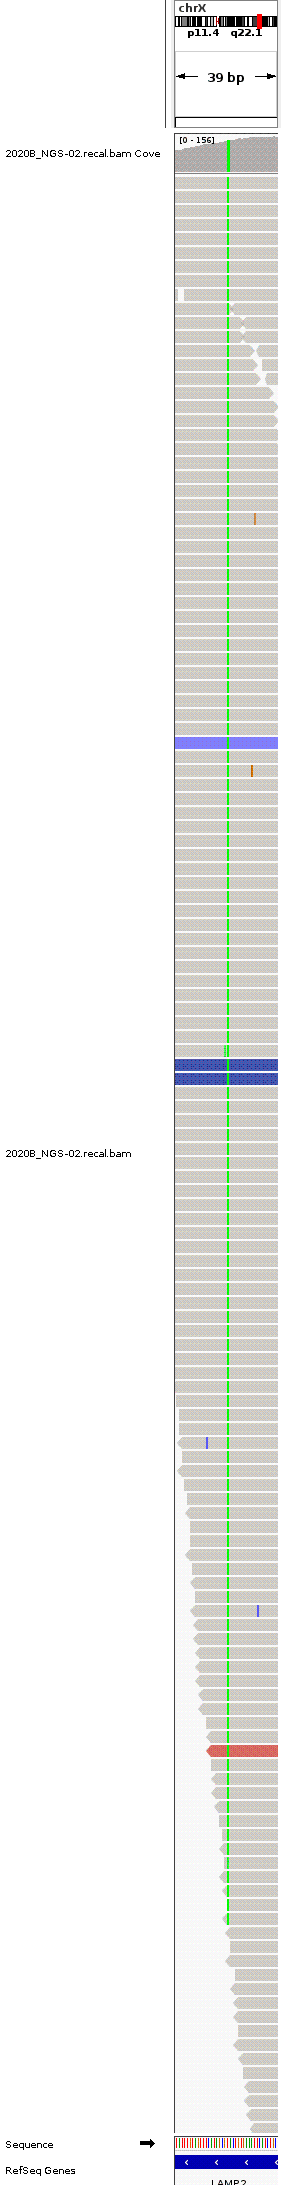 chrX
p11.4 q22.1
39 bp
[0 - 156]
2020B_NGS-02.recal.bam Cove
2020B_NGS-02.recal.bam
Sequence
RefSeq Genes
LAMP2